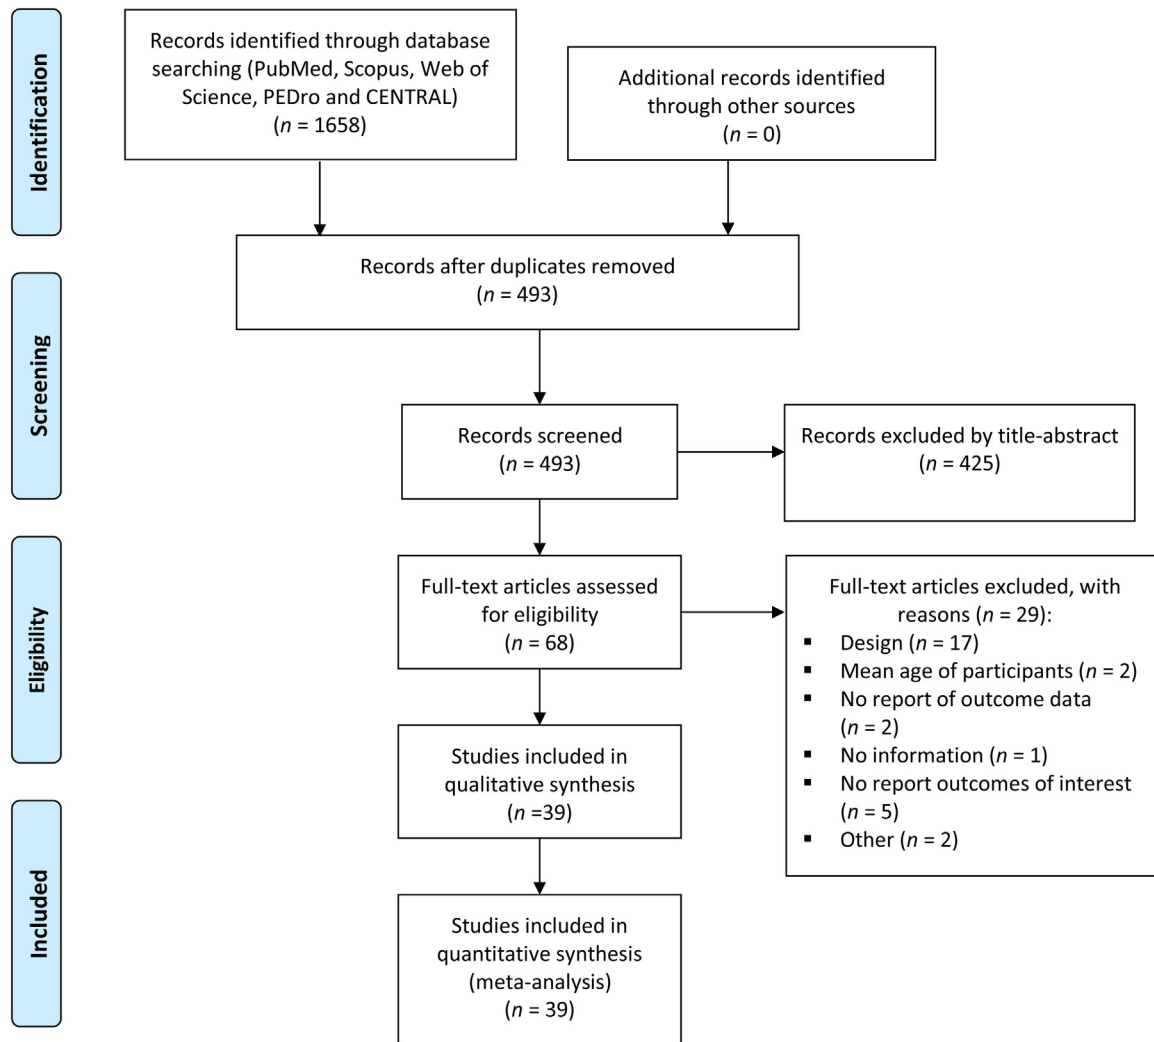 Identification
Records identified through database
searching (PubMed, Scopus, Web of
Science, PEDro and CENTRAL)
(n = 1658)
Additional records identified
through other sources
(n = 0)
Records after duplicates removed
(n = 493)
Screening
Records screened
(n = 493)
Records excluded by title-abstract
(n = 425)
Eligibility
Full-text articles assessed
for eligibility
(n = 68)
Full-text articles excluded, with
reasons (n = 29):
▪ Design (n = 17)
▪ Mean age of participants (n = 2)
▪ No report of outcome data
(n = 2)
▪ No information (n = 1)
▪ No report outcomes of interest
(n = 5)
▪ Other (n = 2)
Studies included in
qualitative synthesis
(n =39)
Included
Studies included in
quantitative synthesis
(meta-analysis)
(n = 39)